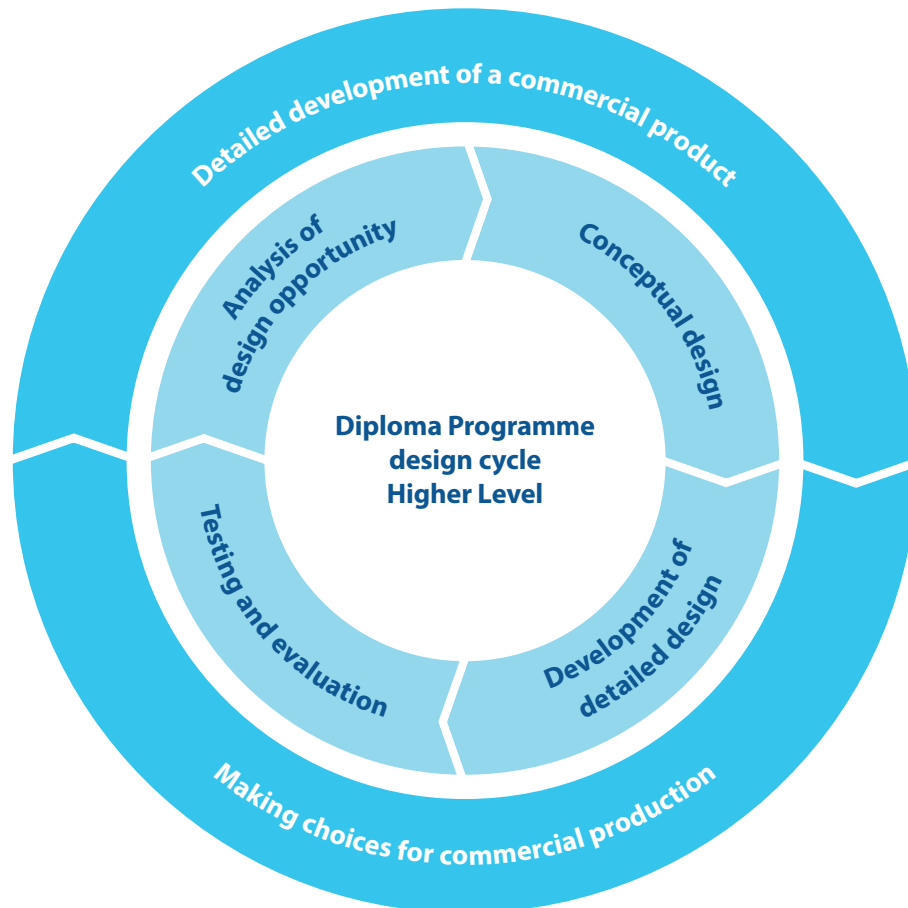 Detailed development of a commercial product
Analysis of
design opportunity
Conceptual design
Diploma Programme
design cycle
Higher Level
Testing and evaluation
Development of
detailed design
Making choices for commercial production